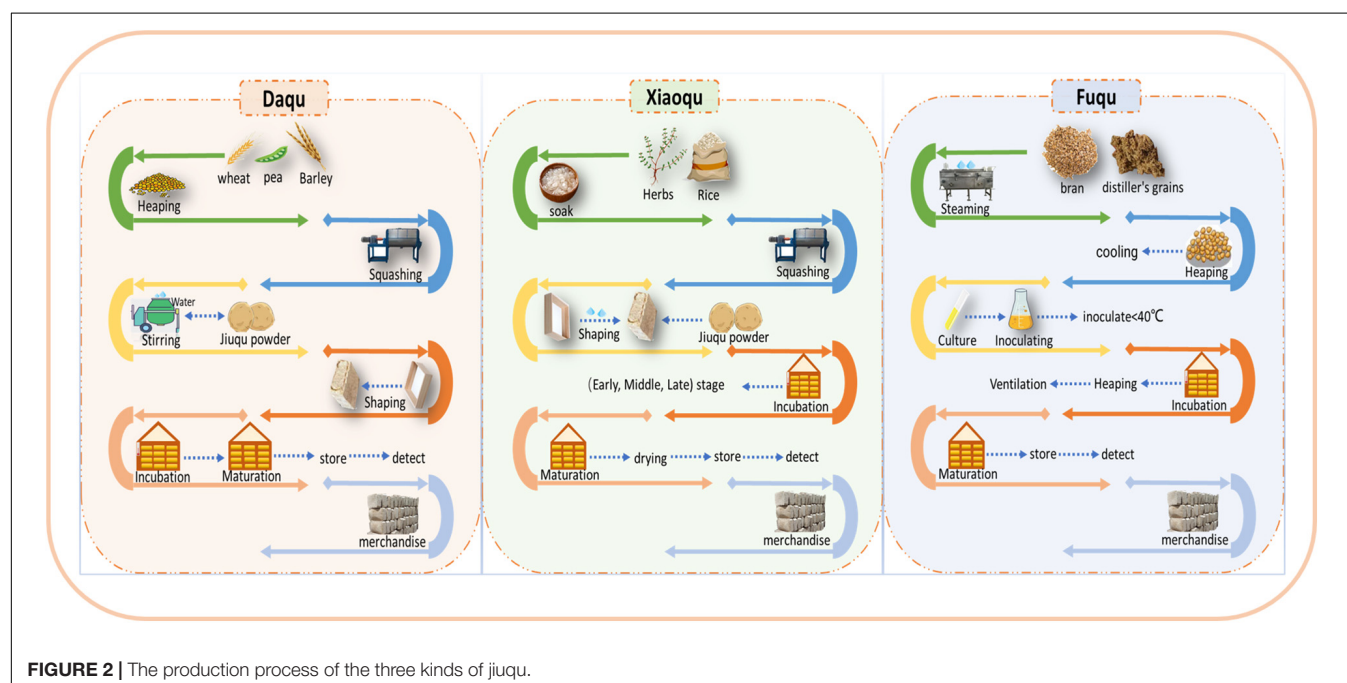 Daqu
wheat
pea
Barley
Heaping
Squashing
Water
Stirring
Jiuqu powder
Shaping
Incubation
Maturation
store
detect
merchandise
Xiaoqu
soak
Herbs
Rice
Squashing
Shaping
Jiuqu powder
(Early, Middle, Late) stage
Incubation
Maturation
drying
store
detect
merchandise
Fuqu
bran
distiller's grains
Steaming
cooling
Heaping
Culture
Inoculating
inoculate<40℃
Ventilation
Heaping
Incubation
Maturation
store
detect
merchandise
FIGURE 2 | The production process of the three kinds of jiuqu.